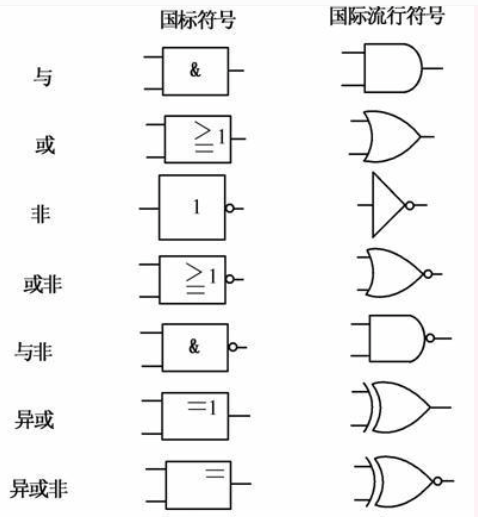 国标符号 国际流行符号
与 &
或 ≥1
非 1
或非 ≥1
与非 &
异或 =1
异或非 =